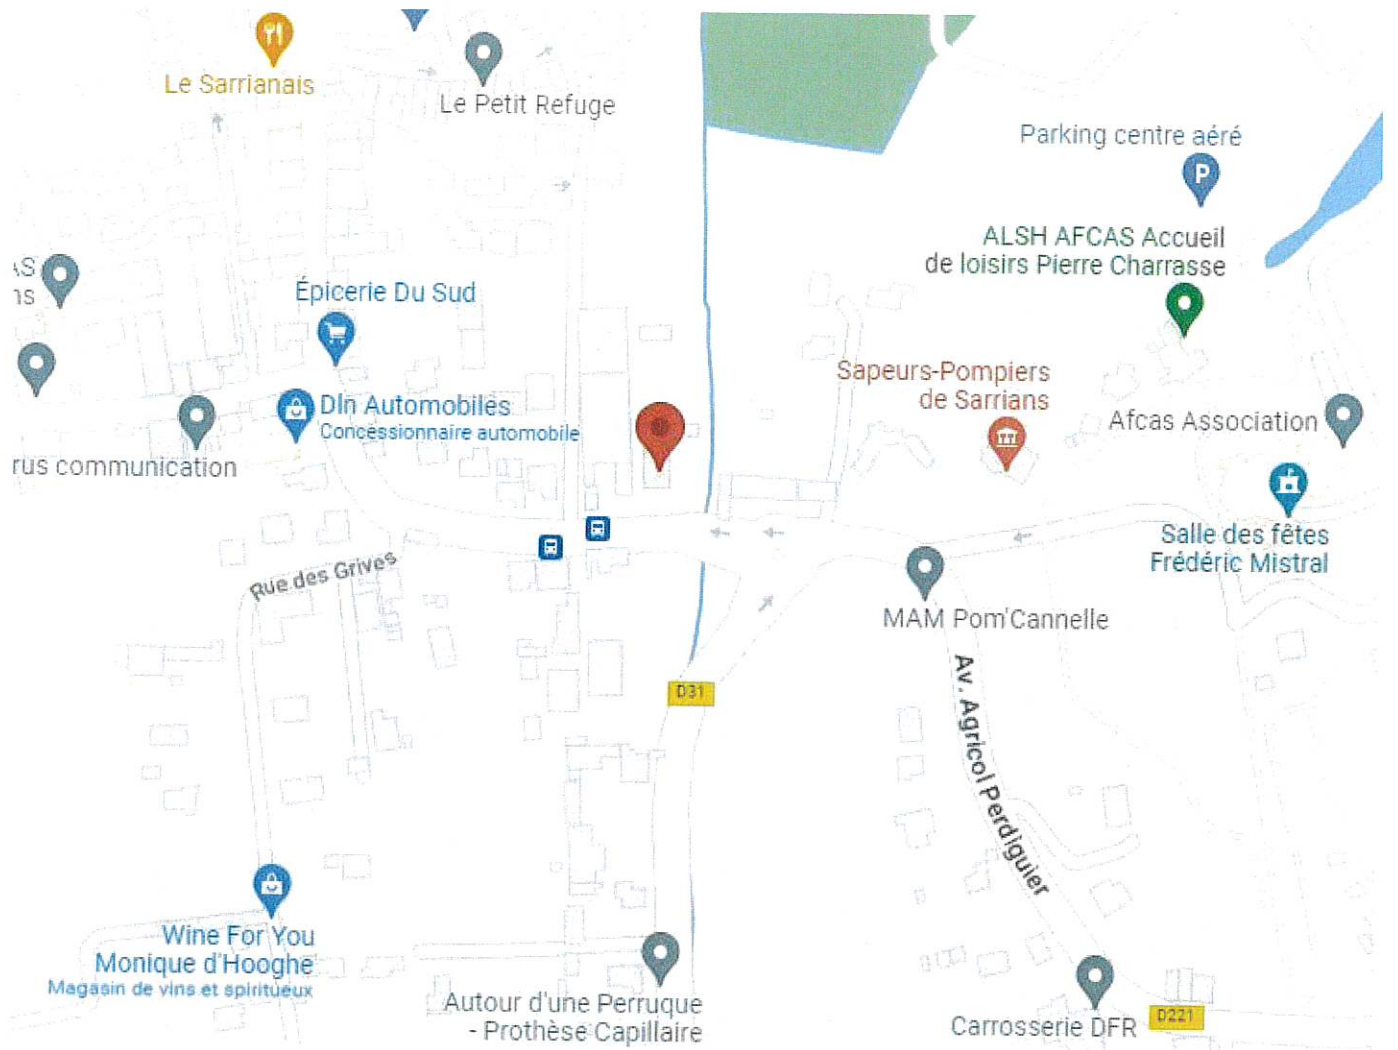 Le Sarrianais
Le Petit Refuge
Parking centre aéré
P
ALSH AFCAS Accueil
de loisirs Pierre Charrasse
Épicerie Du Sud
Sapeurs-Pompiers
de Sarrians
Dln Automobiles
Concessionnaire automobile
Afcas Association
rus communication
Salle des fêtes
Frédéric Mistral
Rue des Grives
MAM Pom'Cannelle
D31
Av. Agricol Perdiguier
Wine For You
Monique d'Hooghe
Magasin de vins et spiritueux
Autour d'une Perruque
- Prothèse Capillaire
Carrosserie DFR
D221